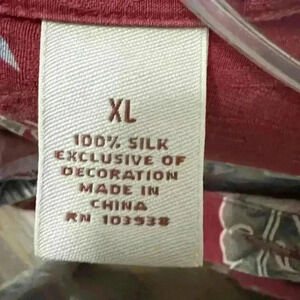 XL
100% SILK
EXCLUSIVE OF
DECORATION
MADE IN
CHINA
RN 103938